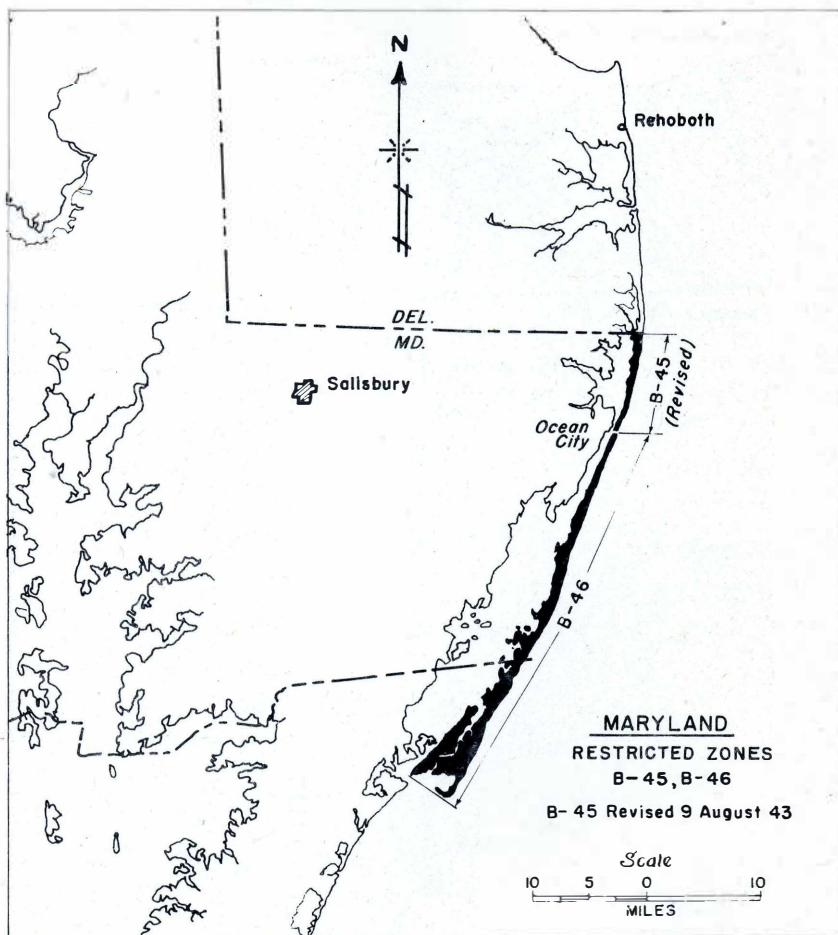 N
Rehoboth
DEL.
MD.
Salisbury
B-45
(Revised)
Ocean
City
B-46
MARYLAND
RESTRICTED ZONES
B-45, B-46
B-45 Revised 9 August 43
Scale
10 5 0 10
MILES